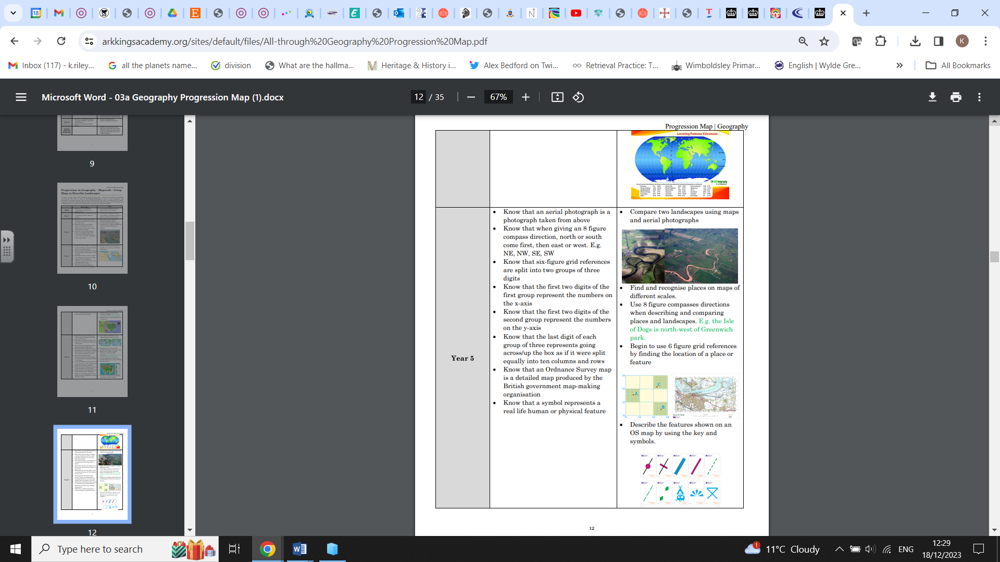 18
arkkingsacademy.org/sites/default/files/All-through%20Geography%20Progression%20Map.pdf
K
Inbox (117) - k.riley...
all the planets name...
division
What are the hallma...
Heritage & History i...
Alex Bedford on Twi...
Retrieval Practice: T...
Wimboldsley Primar...
English | Wylde Gre...
All Bookmarks
Microsoft Word - 03a Geography Progression Map (1).docx
12 / 35
67%
9
10
11
12
Progression in Geography – Mapwork – Using
Maps to Describe Landscapes
Progression Map | Geography
Locating Famous Volcanoes
3D Geography
Year 5
• Know that an aerial photograph is a
photograph taken from above
• Know that when giving an 8 figure
compass direction, north or south
come first, then east or west. E.g.
NE, NW, SE, SW
• Know that six-figure grid references
are split into two groups of three
digits
• Know that the first two digits of the
first group represent the numbers on
the x-axis
• Know that the first two digits of the
second group represent the numbers
on the y-axis
• Know that the last digit of each
group of three represents going
across/up the box as if it were split
equally into ten columns and rows
• Know that an Ordnance Survey map
is a detailed map produced by the
British government map-making
organisation
• Know that a symbol represents a
real life human or physical feature
• Compare two landscapes using maps
and aerial photographs
• Find and recognise places on maps of
different scales.
• Use 8 figure compasses directions
when describing and comparing
places and landscapes. E.g. the Isle
of Dogs is north-west of Greenwich
park.
• Begin to use 6 figure grid references
by finding the location of a place or
feature
• Describe the features shown on an
OS map by using the key and
symbols.
12
Type here to search
1
11°C Cloudy
ENG
12:29
18/12/2023